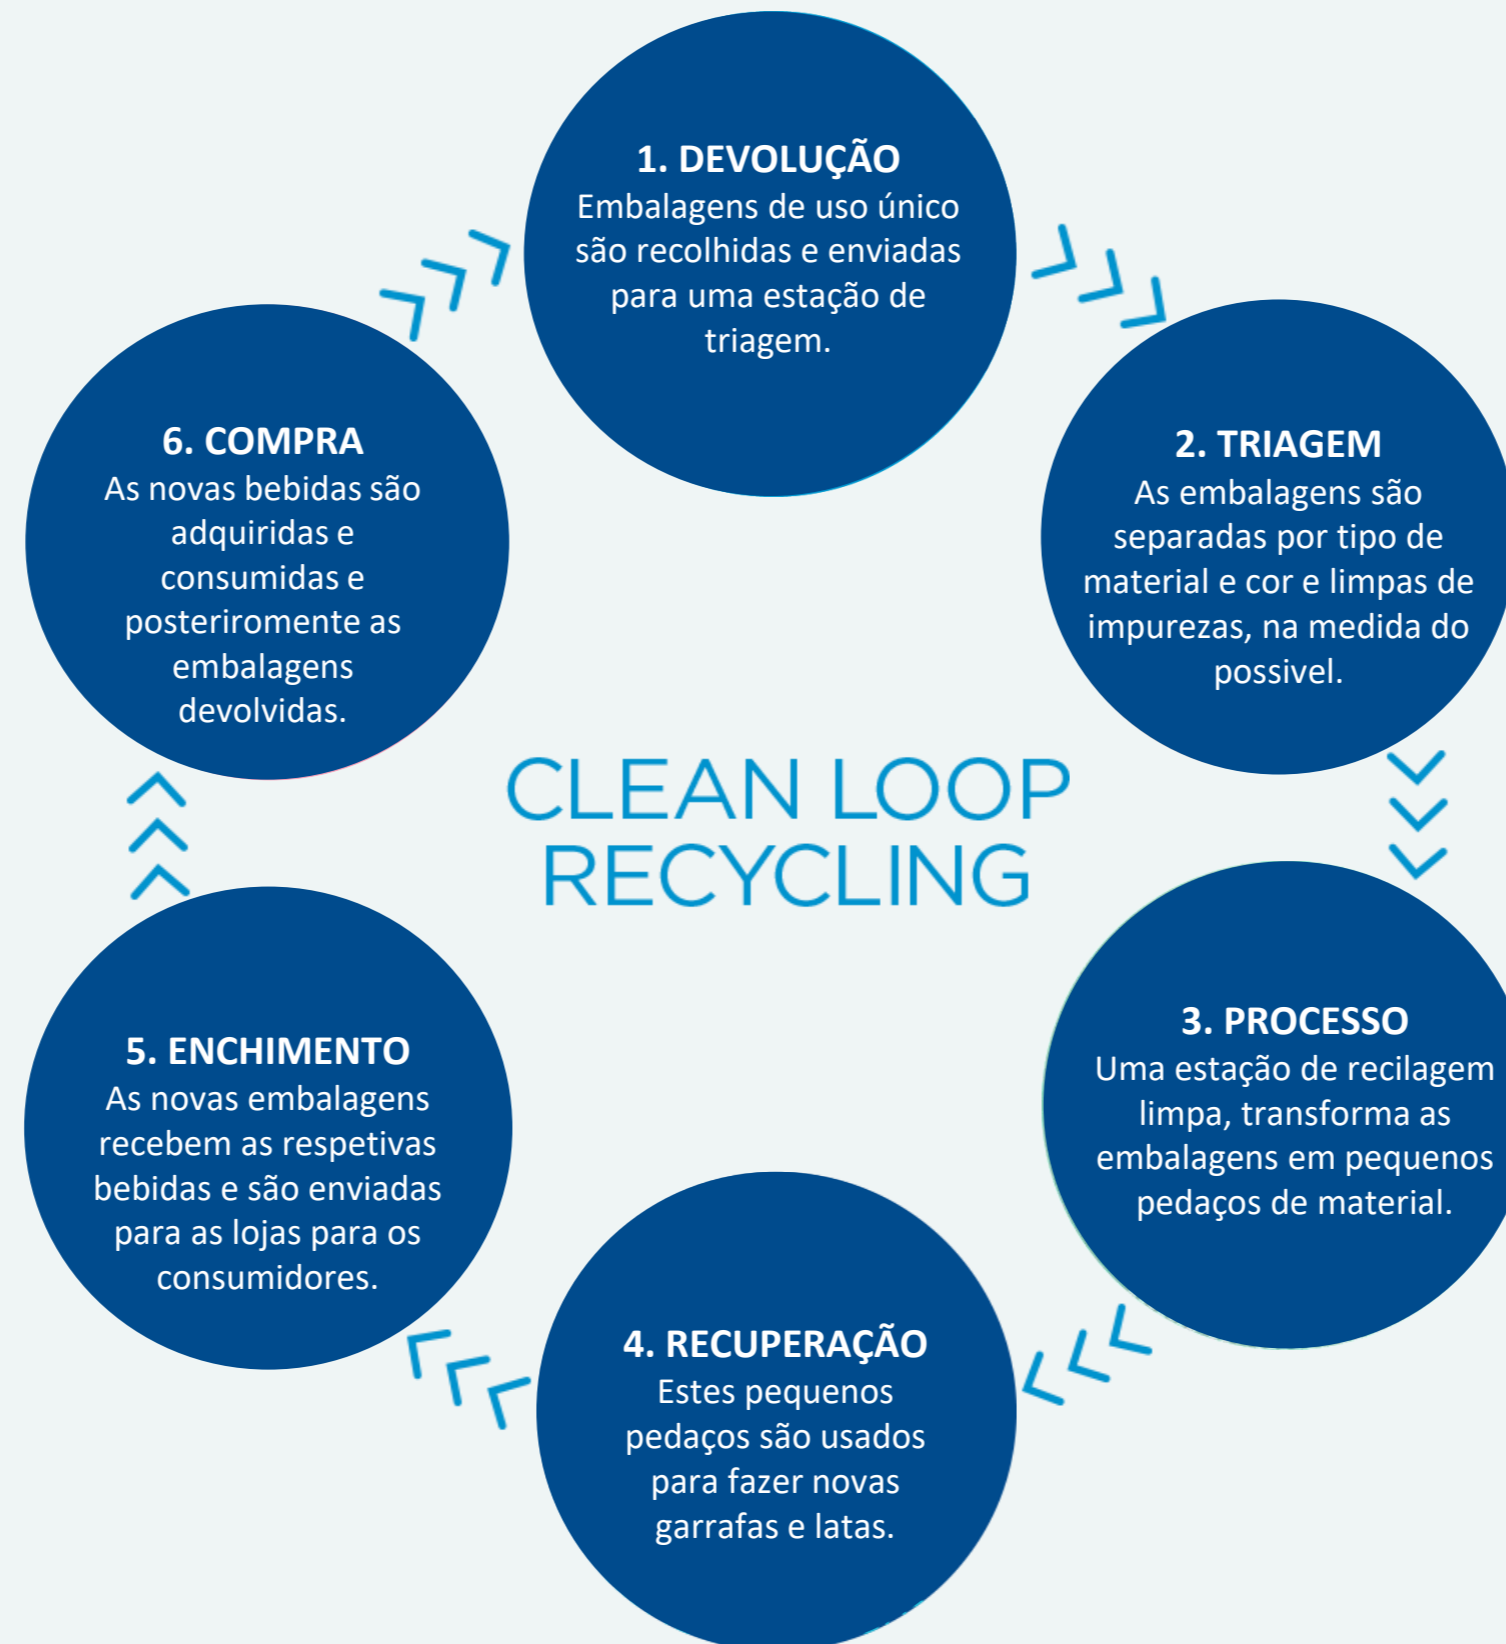 1. DEVOLUÇÃO
Embalagens de uso único
são recolhidas e enviadas
para uma estação de
triagem.
2. TRIAGEM
As embalagens são
separadas por tipo de
material e cor e limpas de
impurezas, na medida do
possivel.
3. PROCESSO
Uma estação de recilagem
limpa, transforma as
embalagens em pequenos
pedaços de material.
4. RECUPERAÇÃO
Estes pequenos
pedaços são usados
para fazer novas
garrafas e latas.
5. ENCHIMENTO
As novas embalagens
recebem as respetivas
bebidas e são enviadas
para as lojas para os
consumidores.
6. COMPRA
As novas bebidas são
adquiridas e
consumidas e
posteriromente as
embalagens
devolvidas.
CLEAN LOOP
RECYCLING